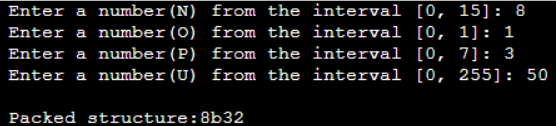 Enter a number(N) from the interval [0, 15]: 8
Enter a number(O) from the interval [0, 1]: 1
Enter a number(P) from the interval [0, 7]: 3
Enter a number(U) from the interval [0, 255]: 50
Packed structure:8b32